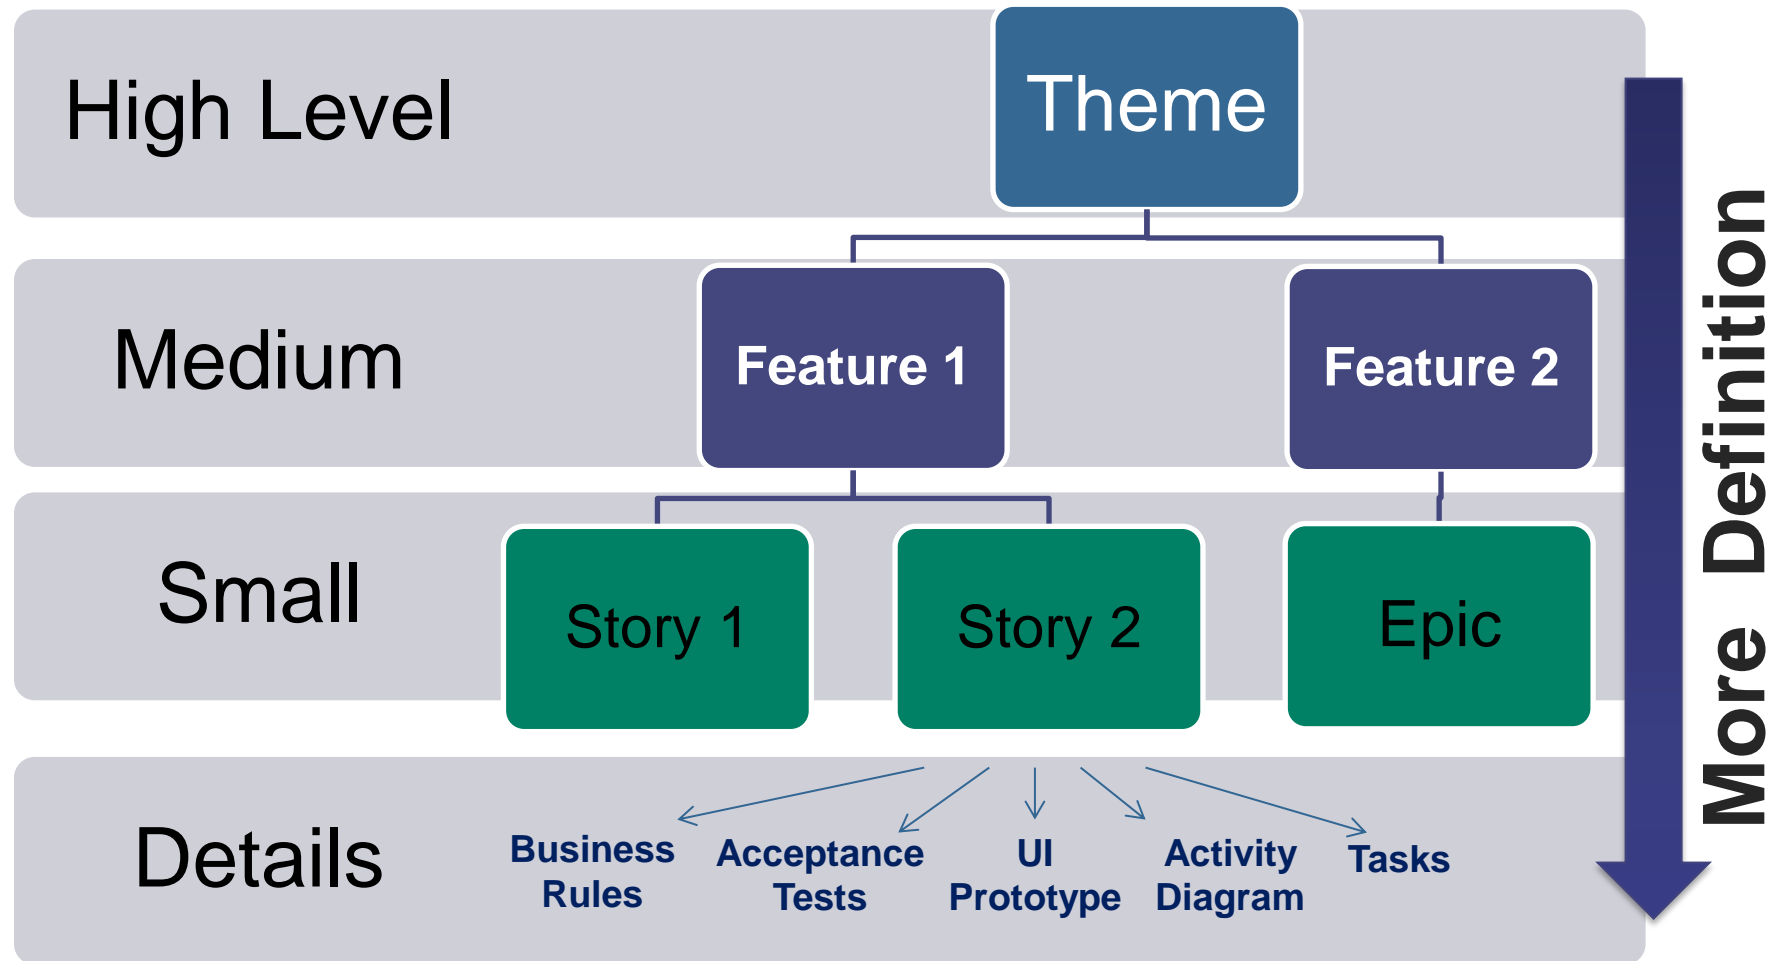 High Level
Theme
Medium
Feature 1
Feature 2
Small
Story 1
Story 2
Epic
Details
Business
Rules
Acceptance
Tests
UI
Prototype
Activity
Diagram
Tasks
More Definition